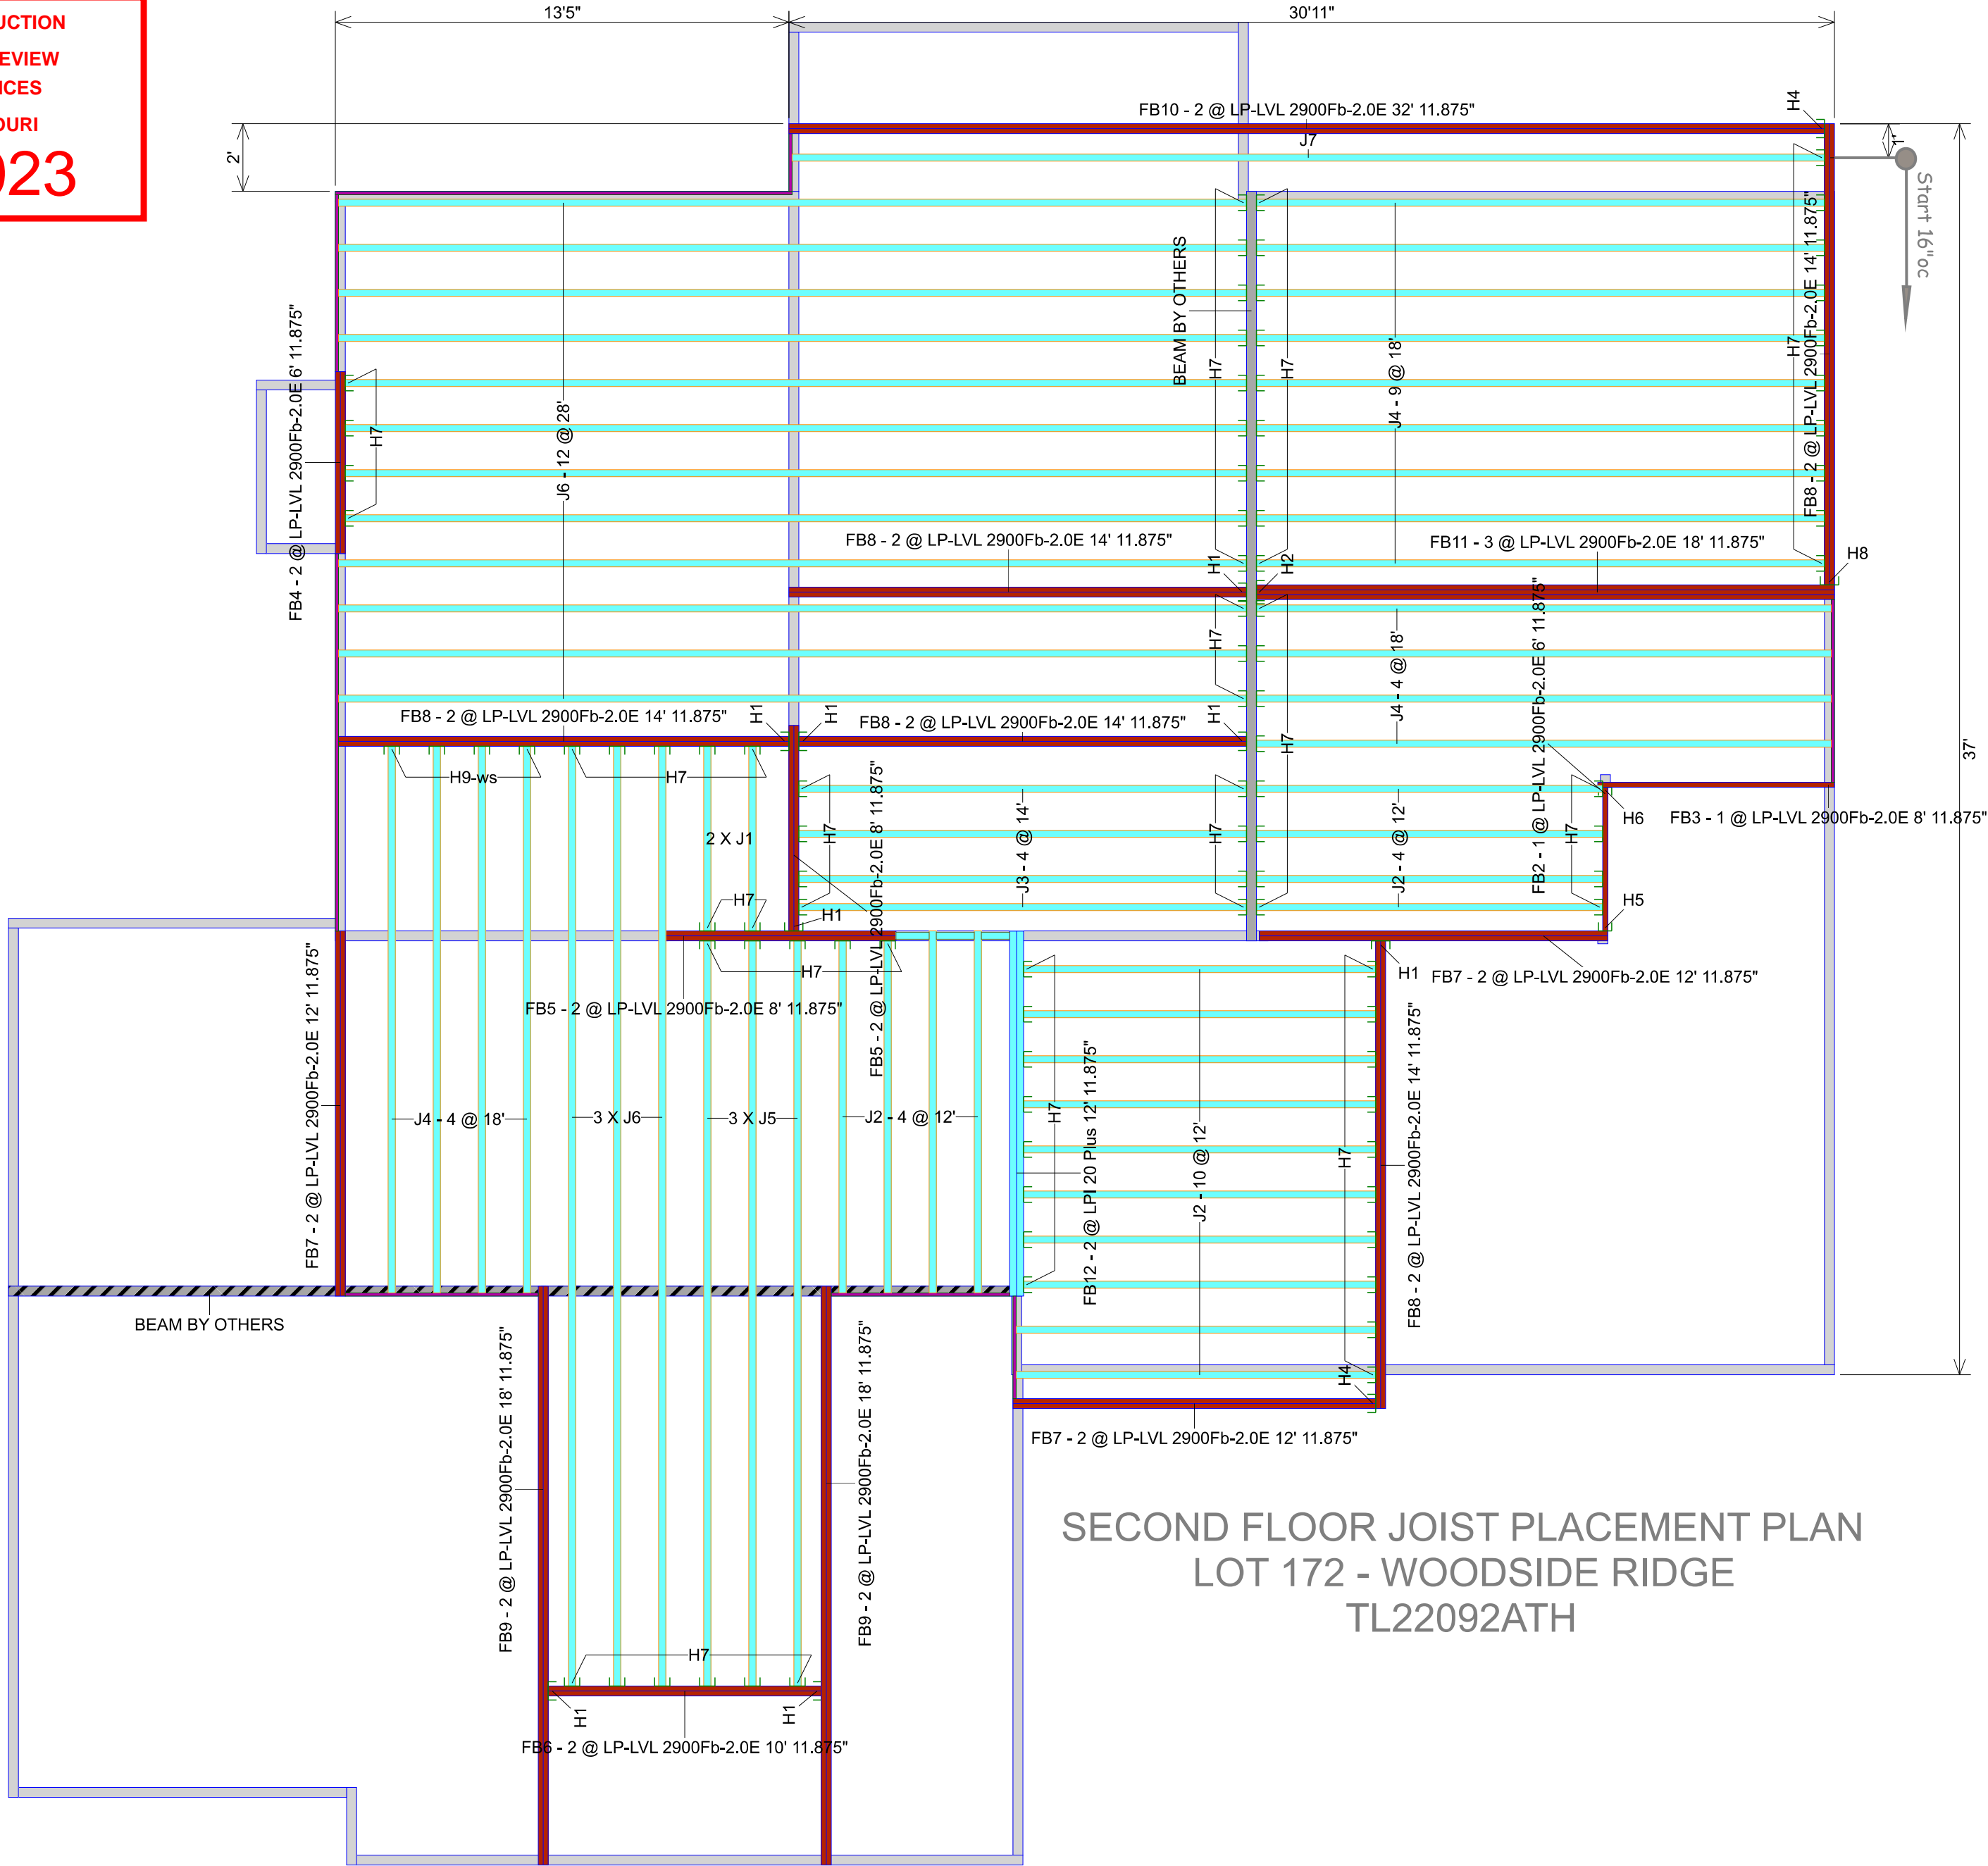 UCTION
EVIEW
ICES
OURI
023
13'5"
30'11"
2'
FB10 - 2 @ LP-LVL 2900Fb-2.0E 32' 11.875"
H4
J7
1'
Start 16"oc
FB8 - 2 @ LP-LVL 2900Fb-2.0E 14' 11.875"
H7
BEAM BY OTHERS
H7
H7
J4 - 9 @ 18'
J6 - 12 @ 28'
FB4 - 2 @ LP-LVL 2900Fb-2.0E 6' 11.875"
H7
FB8 - 2 @ LP-LVL 2900Fb-2.0E 14' 11.875"
H1
H2
FB11 - 3 @ LP-LVL 2900Fb-2.0E 18' 11.875"
H8
H7
J4 - 4 @ 18'
FB2 - 1 @ LP-LVL 2900Fb-2.0E 6' 11.875"
37'
FB8 - 2 @ LP-LVL 2900Fb-2.0E 14' 11.875"
H1
H1
FB8 - 2 @ LP-LVL 2900Fb-2.0E 14' 11.875"
H1
H7
H9-ws
H7
2 X J1
H7
J3 - 4 @ 14'
H7
J2 - 4 @ 12'
H7
H6
FB3 - 1 @ LP-LVL 2900Fb-2.0E 8' 11.875"
H7
H1
H5
FB5 - 2 @ LP-LVL 2900Fb-2.0E 8' 11.875"
H7
FB5 - 2 @ LP-LVL 2900Fb-2.0E 8' 11.875"
H1
FB7 - 2 @ LP-LVL 2900Fb-2.0E 12' 11.875"
FB7 - 2 @ LP-LVL 2900Fb-2.0E 12' 11.875"
J4 - 4 @ 18'
3 X J6
3 X J5
J2 - 4 @ 12'
H7
FB12 - 2 @ LPI 20 Plus 12' 11.875"
J2 - 10 @ 12'
H7
FB8 - 2 @ LP-LVL 2900Fb-2.0E 14' 11.875"
BEAM BY OTHERS
H4
FB7 - 2 @ LP-LVL 2900Fb-2.0E 12' 11.875"
FB9 - 2 @ LP-LVL 2900Fb-2.0E 18' 11.875"
FB9 - 2 @ LP-LVL 2900Fb-2.0E 18' 11.875"
SECOND FLOOR JOIST PLACEMENT PLAN
LOT 172 - WOODSIDE RIDGE
TL22092ATH
H7
H1
H1
FB6 - 2 @ LP-LVL 2900Fb-2.0E 10' 11.875"